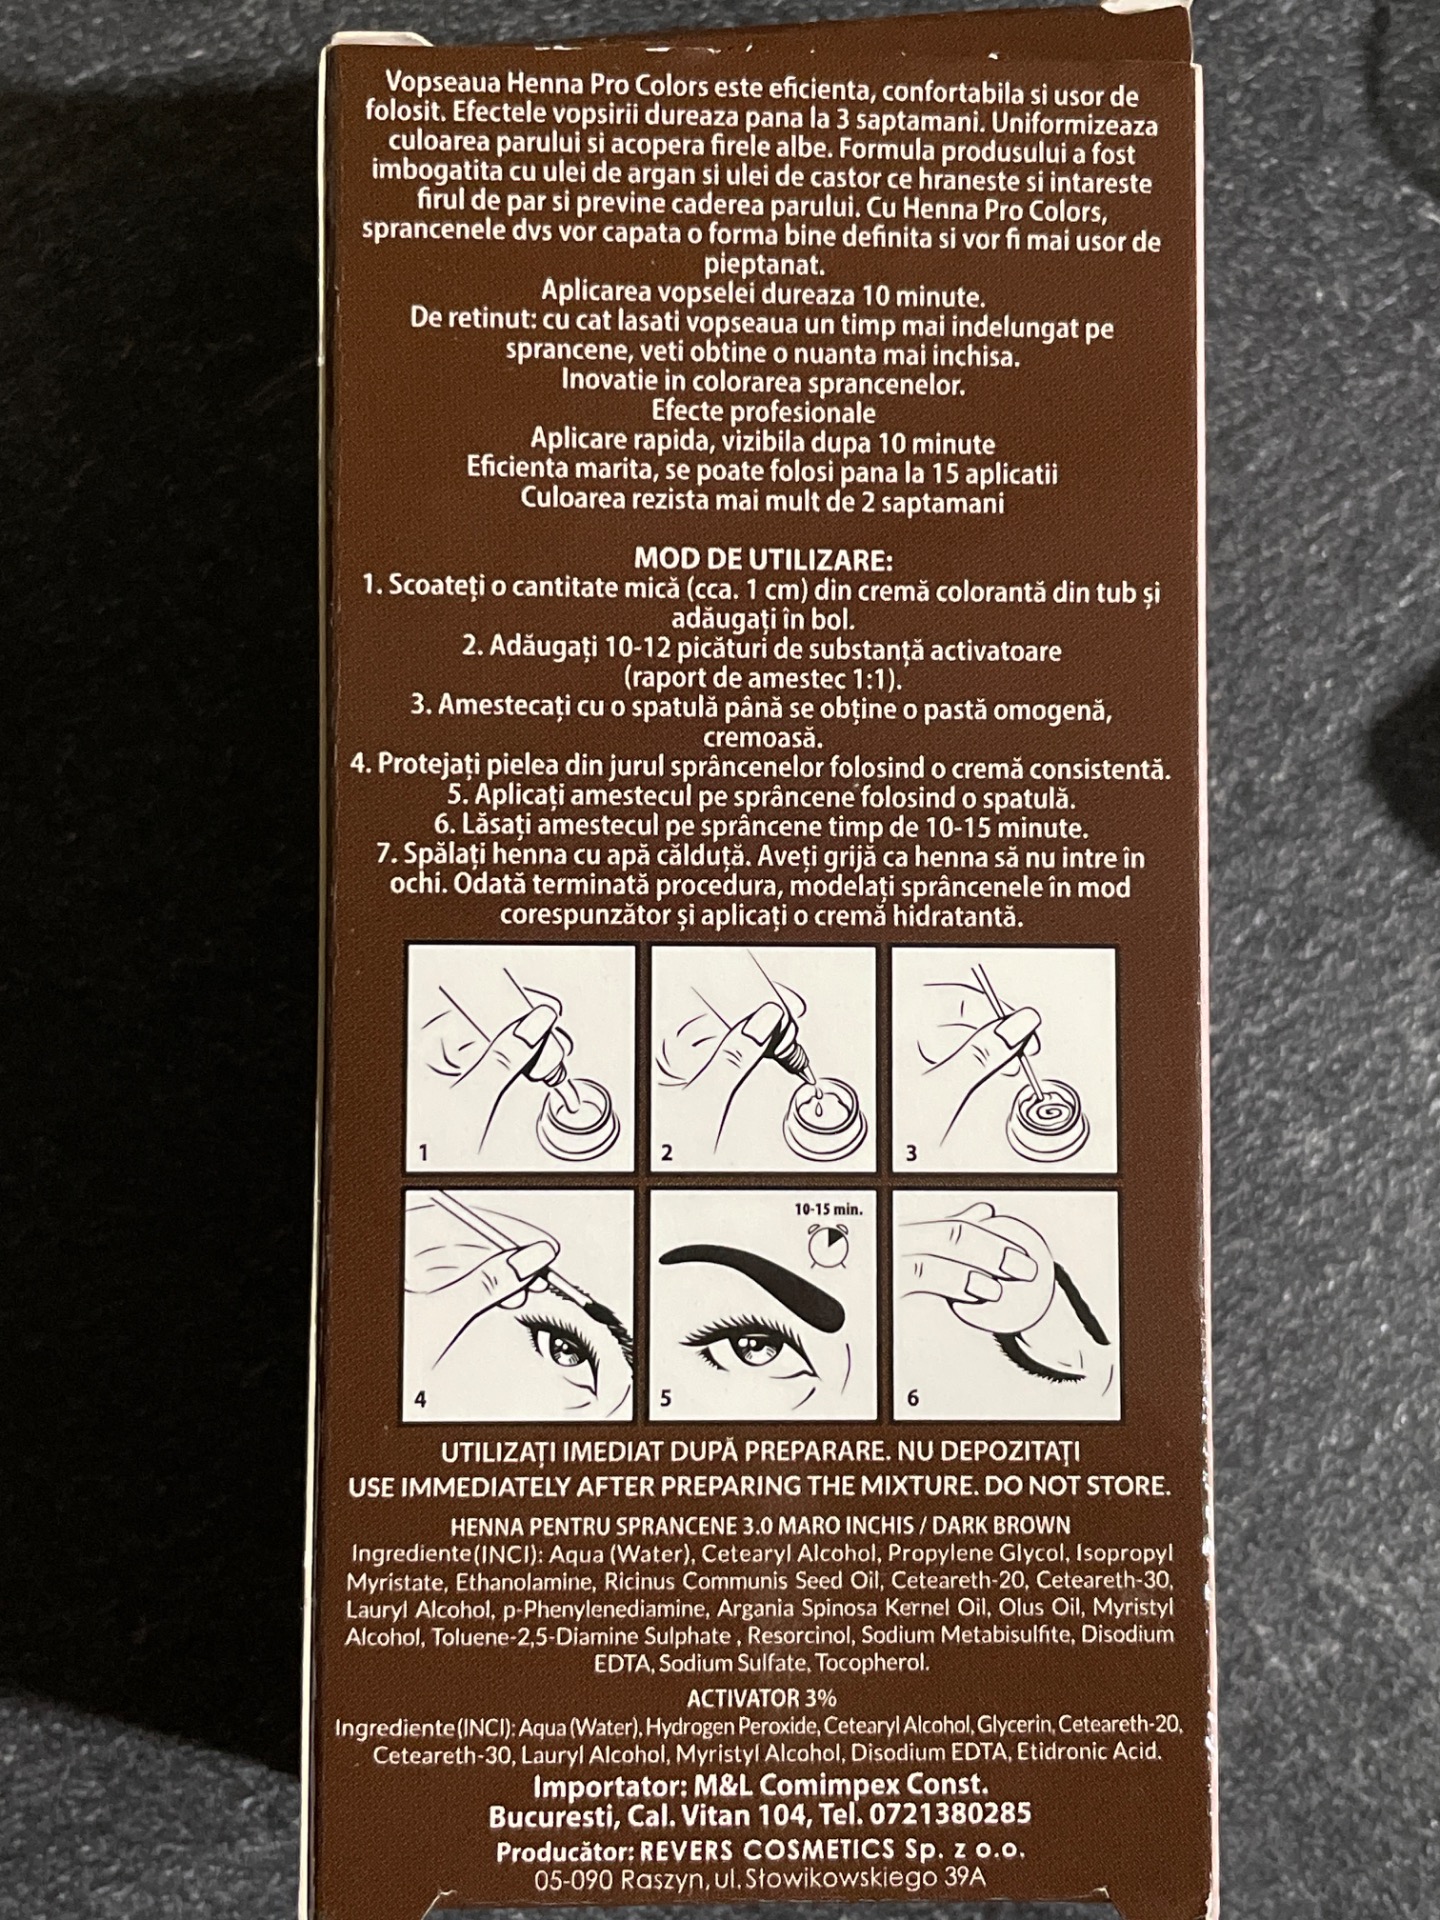 Vopseaua Henna Pro Colors este eficienta, confortabila si usor de
folosit. Efectele vopsirii dureaza pana la 3 saptamani. Uniformizeaza
culoarea parului si acopera firele albe. Formula produsului a fost
imbogatita cu ulei de argan si ulei de castor ce hraneste si intareste
firul de par si previne caderea parului. Cu Henna Pro Colors,
sprancenele dvs vor capata o forma bine definita si vor fi mai usor de
pieptanat.
Aplicarea vopselei dureaza 10 minute.
De retinut: cu cat lasati vopseaua un timp mai indelungat pe
sprancene, veti obtine o nuanta mai inchisa.
Inovatie in colorarea sprancenelor.
Efecte profesionale
Aplicare rapida, vizibila dupa 10 minute
Eficienta marita, se poate folosi pana la 15 aplicatii
Culoarea rezista mai mult de 2 saptamani
MOD DE UTILIZARE:
1. Scoateți o cantitate mică (cca. 1 cm) din cremă colorantă din tub și
adăugați în bol.
2. Adăugați 10-12 picături de substanță activatoare
(raport de amestec 1:1).
3. Amestecați cu o spatulă până se obține o pastă omogenă,
cremoasă.
4. Protejați pielea din jurul sprâncenelor folosind o cremă consistentă.
5. Aplicați amestecul pe sprâncene folosind o spatulă.
6. Lăsați amestecul pe sprâncene timp de 10-15 minute.
7. Spălați henna cu apă călduță. Aveți grijă ca henna să nu intre în
ochi. Odată terminată procedura, modelați sprâncenele în mod
corespunzător și aplicați o cremă hidratantă.
1
2
3
4
10-15 min.
5
6
UTILIZAȚI IMEDIAT DUPĂ PREPARARE. NU DEPOZITAȚI
USE IMMEDIATELY AFTER PREPARING THE MIXTURE. DO NOT STORE.
HENNA PENTRU SPRANCENE 3.0 MARO INCHIS / DARK BROWN
Ingrediente(INCI): Aqua (Water), Cetearyl Alcohol, Propylene Glycol, Isopropyl
Myristate, Ethanolamine, Ricinus Communis Seed Oil, Ceteareth-20, Ceteareth-30,
Lauryl Alcohol, p-Phenylenediamine, Argania Spinosa Kernel Oil, Olus Oil, Myristyl
Alcohol, Toluene-2,5-Diamine Sulphate , Resorcinol, Sodium Metabisulfite, Disodium
EDTA, Sodium Sulfate, Tocopherol.
ACTIVATOR 3%
Ingrediente(INCI): Aqua (Water), Hydrogen Peroxide, Cetearyl Alcohol, Glycerin, Ceteareth-20,
Ceteareth-30, Lauryl Alcohol, Myristyl Alcohol, Disodium EDTA, Etidronic Acid.
Importator: M&L Comimpex Const.
Bucuresti, Cal. Vitan 104, Tel. 0721380285
Producător: REVERS COSMETICS Sp. z o.o.
05-090 Raszyn, ul. Słowikowskiego 39A